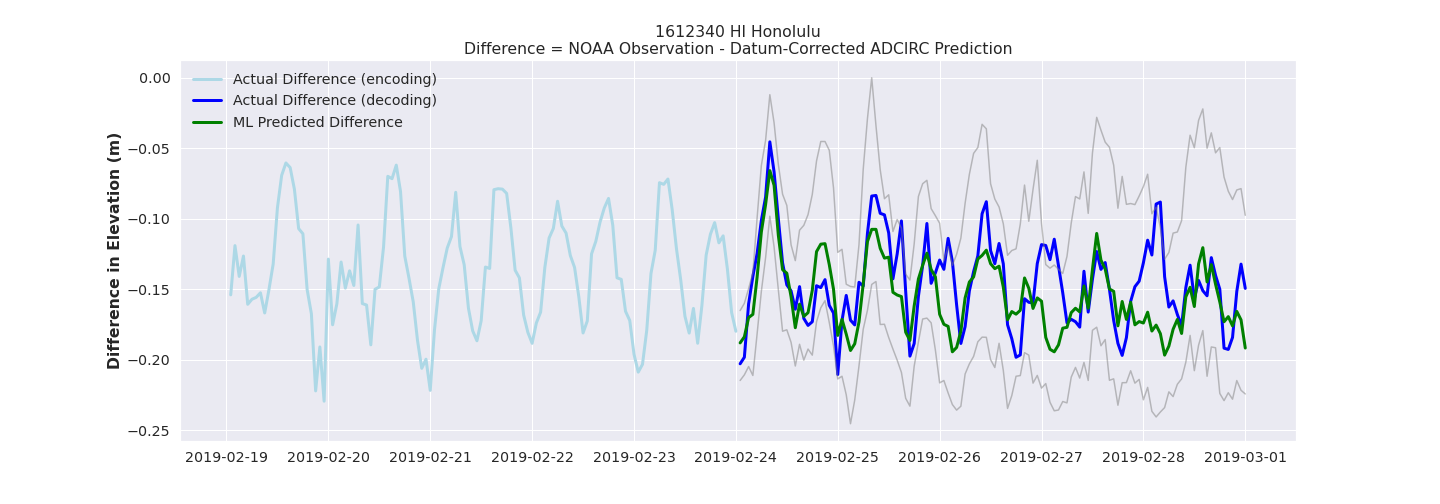 1612340 HI Honolulu
Difference = NOAA Observation - Datum-Corrected ADCIRC Prediction
Actual Difference (encoding)
Actual Difference (decoding)
ML Predicted Difference
Difference in Elevation (m)
0.00
−0.05
−0.10
−0.15
−0.20
−0.25
2019-02-19 2019-02-20 2019-02-21 2019-02-22 2019-02-23 2019-02-24 2019-02-25 2019-02-26 2019-02-27 2019-02-28 2019-03-01